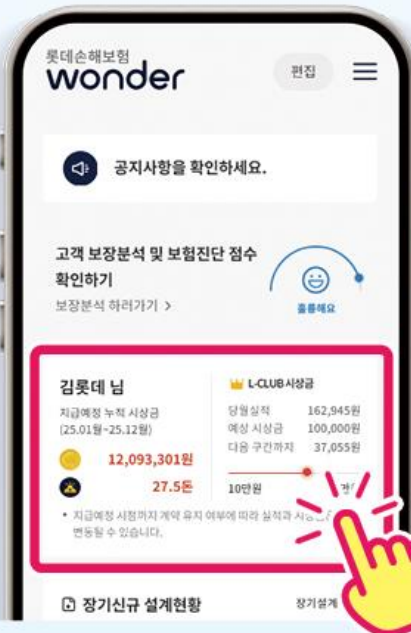 롯데손해보험
wonder
편집
공지사항을 확인하세요.
고객 보장분석 및 보험진단 점수
확인하기
보장분석 하러가기 >
훌륭해요
김롯데 님
지급예정 누적 시상금
(25.01월~25.12월)
12,093,301원
27.5돈
L-CLUB 시상금
당월실적 162,945원
예상 시상금 100,000원
다음 구간까지 37,055원
10만원
* 지급예정 시점까지 계약 유지 여부에 따라 실적과
변동될 수 있습니다.
장기신규 설계현황
장기설계